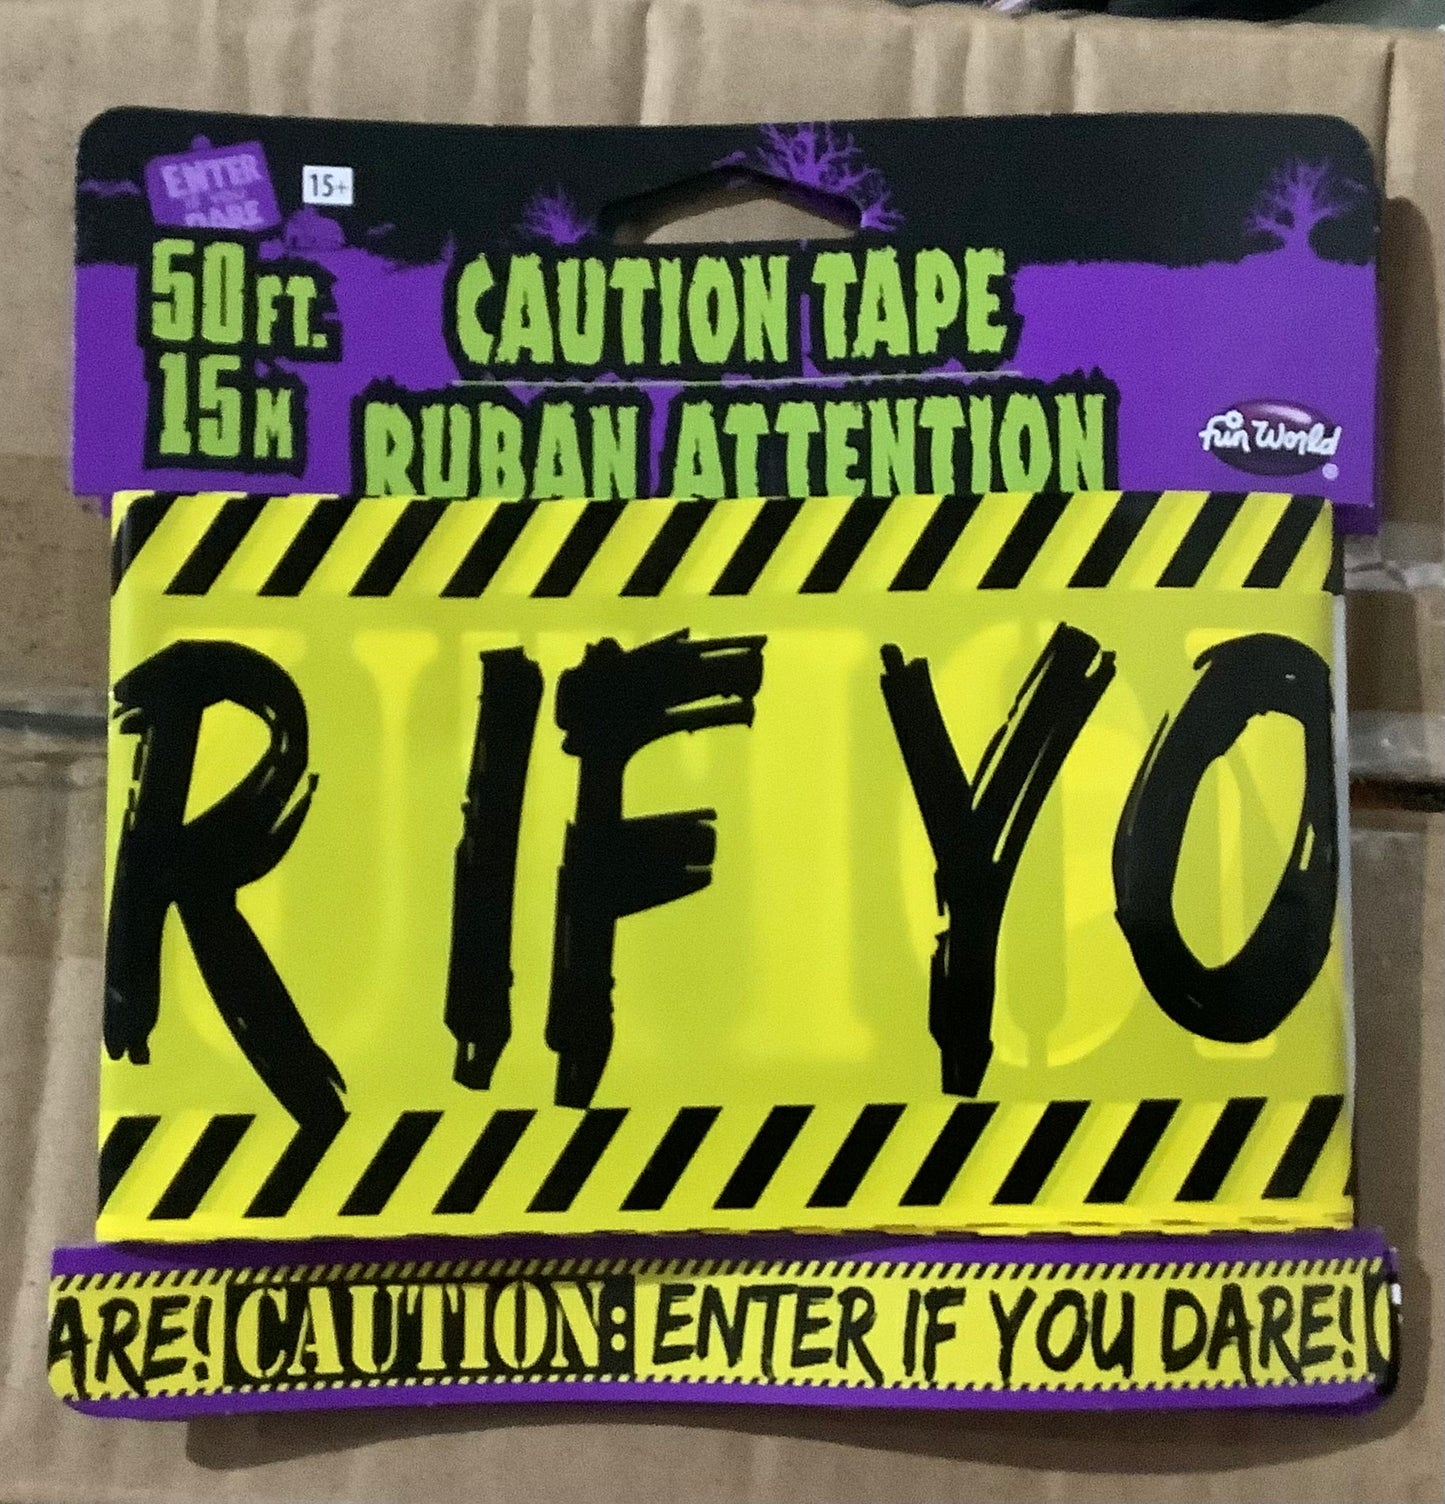 ENTER
DARE
15+
50 FT.
15 M
CAUTION TAPE
RUBAN ATTENTION
fun World
®
R IF YO
ARE! CAUTION: ENTER IF YOU DARE! C